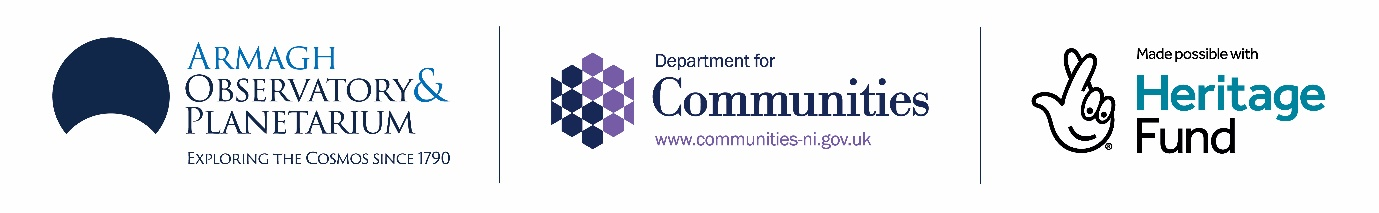 ARMAGH
OBSERVATORY&
PLANETARIUM
EXPLORING THE COSMOS SINCE 1790
Department for
Communities
www.communities-ni.gov.uk
Made possible with
Heritage
Fund